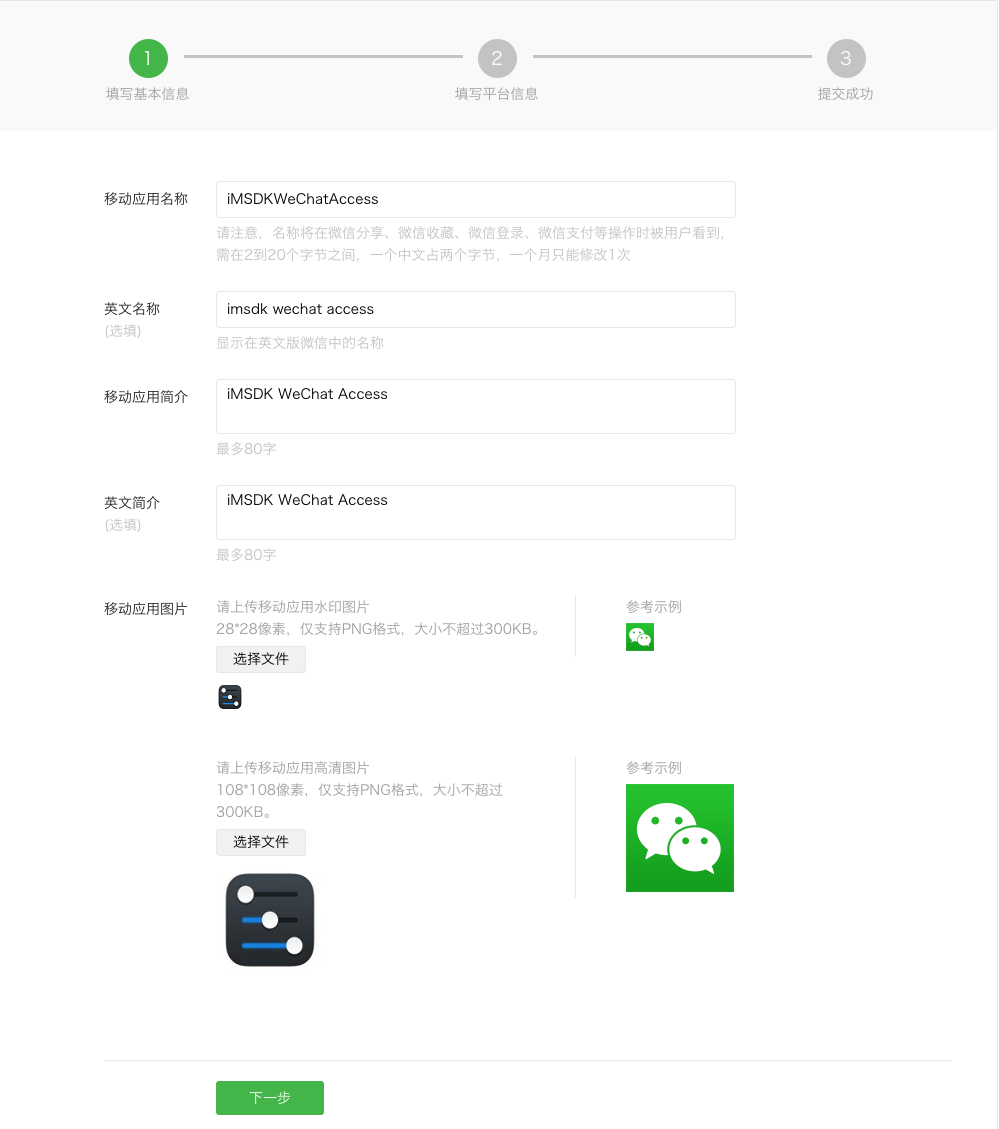 1
2
3
填写基本信息
填写平台信息
提交成功
移动应用名称
iMSDKWeChatAccess
请注意，名称将在微信分享、微信收藏、微信登录、微信支付等操作时被用户看到，
需在2到20个字节之间，一个中文占两个字节，一个月只能修改1次
英文名称
(选填)
imsdk wechat access
显示在英文版微信中的名称
移动应用简介
iMSDK WeChat Access
最多80字
英文简介
(选填)
iMSDK WeChat Access
最多80字
移动应用图片
请上传移动应用水印图片
28*28像素，仅支持PNG格式，大小不超过300KB。
选择文件
参考示例
请上传移动应用高清图片
108*108像素，仅支持PNG格式，大小不超过
300KB。
选择文件
参考示例
下一步